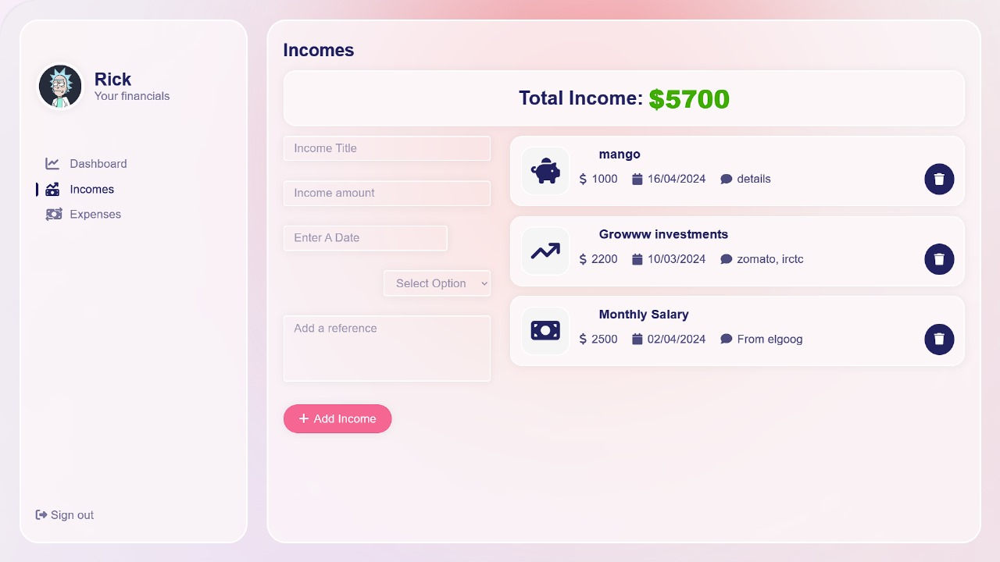 Rick
Your financials
Dashboard
Incomes
Expenses
Sign out
Incomes
Total Income: $5700
Income Title
Income amount
Enter A Date
Select Option
Add a reference
+ Add Income
mango
$ 1000 16/04/2024 details
Growww investments
$ 2200 10/03/2024 zomato, irctc
Monthly Salary
$ 2500 02/04/2024 From elgoog